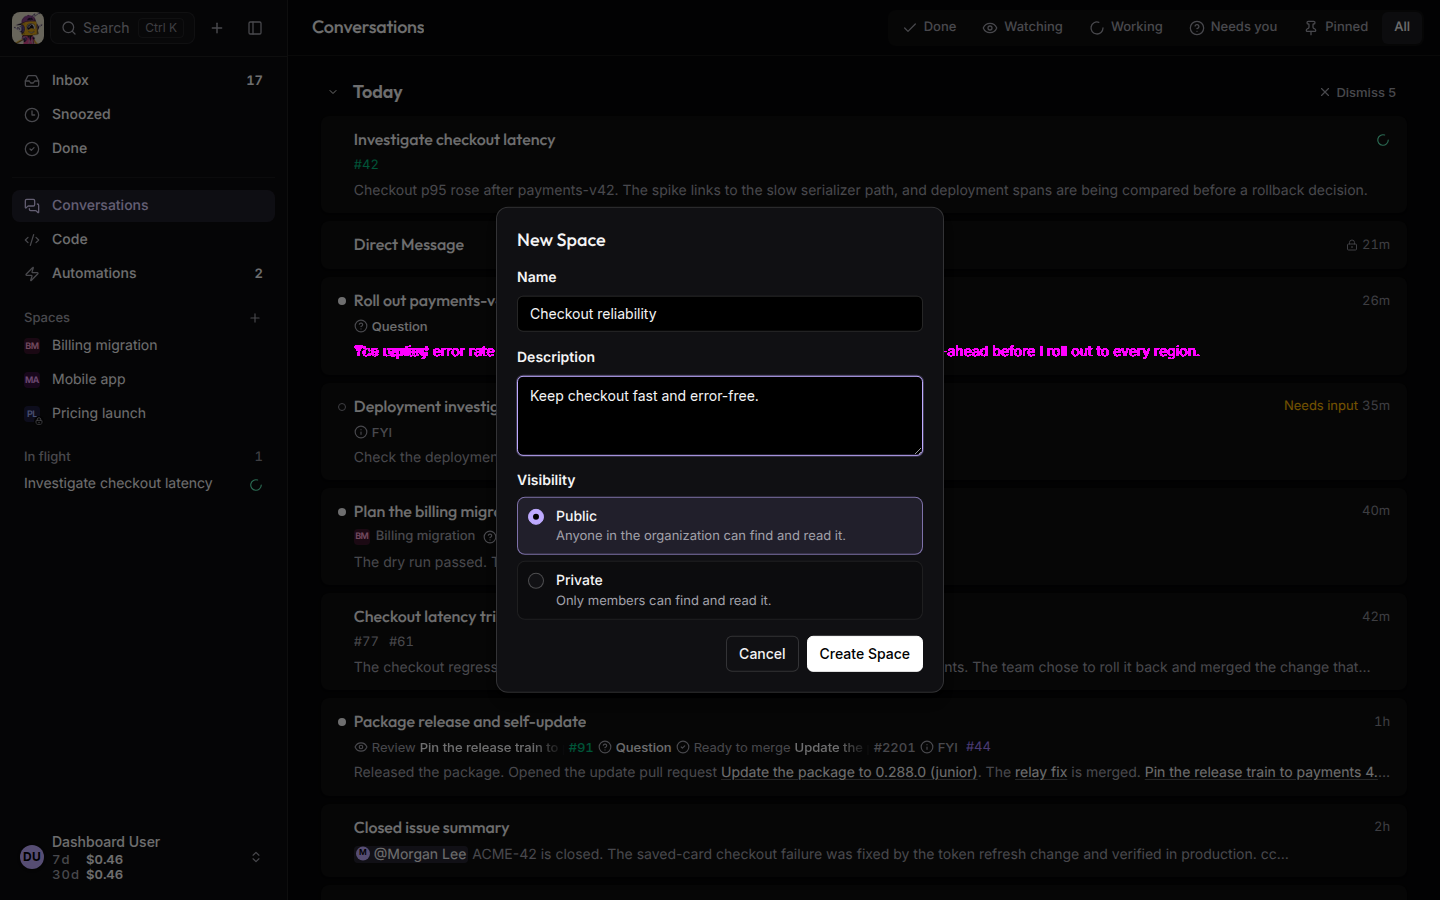 Search Ctrl K
Inbox 17
Snoozed
Done
Conversations
Code
Automations 2
Spaces
BM Billing migration
MA Mobile app
PL Pricing launch
In flight 1
Investigate checkout latency
DU Dashboard User
7d $0.46
30d $0.46
Conversations
Done Watching Working Needs you Pinned All
Today Dismiss 5
Investigate checkout latency
#42
Checkout p95 rose after payments-v42. The spike links to the slow serializer path, and deployment spans are being compared before a rollback decision.
Direct Message 21m
Roll out payments-v 26m
Question
error rate
-ahead before I roll out to every region.
Deployment investig Needs input 35m
FYI
Check the deploymen
Plan the billing migr 40m
BM Billing migration
The dry run passed.
Checkout latency tri 42m
#77 #61
The checkout regress nts. The team chose to roll it back and merged the change that...
Package release and self-update 1h
Review Pin the release train to #91 Question Ready to merge Update the #2201 FYI #44
Released the package. Opened the update pull request Update the package to 0.288.0 (junior). The relay fix is merged. Pin the release train to payments 4....
Closed issue summary 2h
M @Morgan Lee ACME-42 is closed. The saved-card checkout failure was fixed by the token refresh change and verified in production. cc...
New Space
Name
Checkout reliability
Description
Keep checkout fast and error-free.
Visibility
Public
Anyone in the organization can find and read it.
Private
Only members can find and read it.
Cancel Create Space